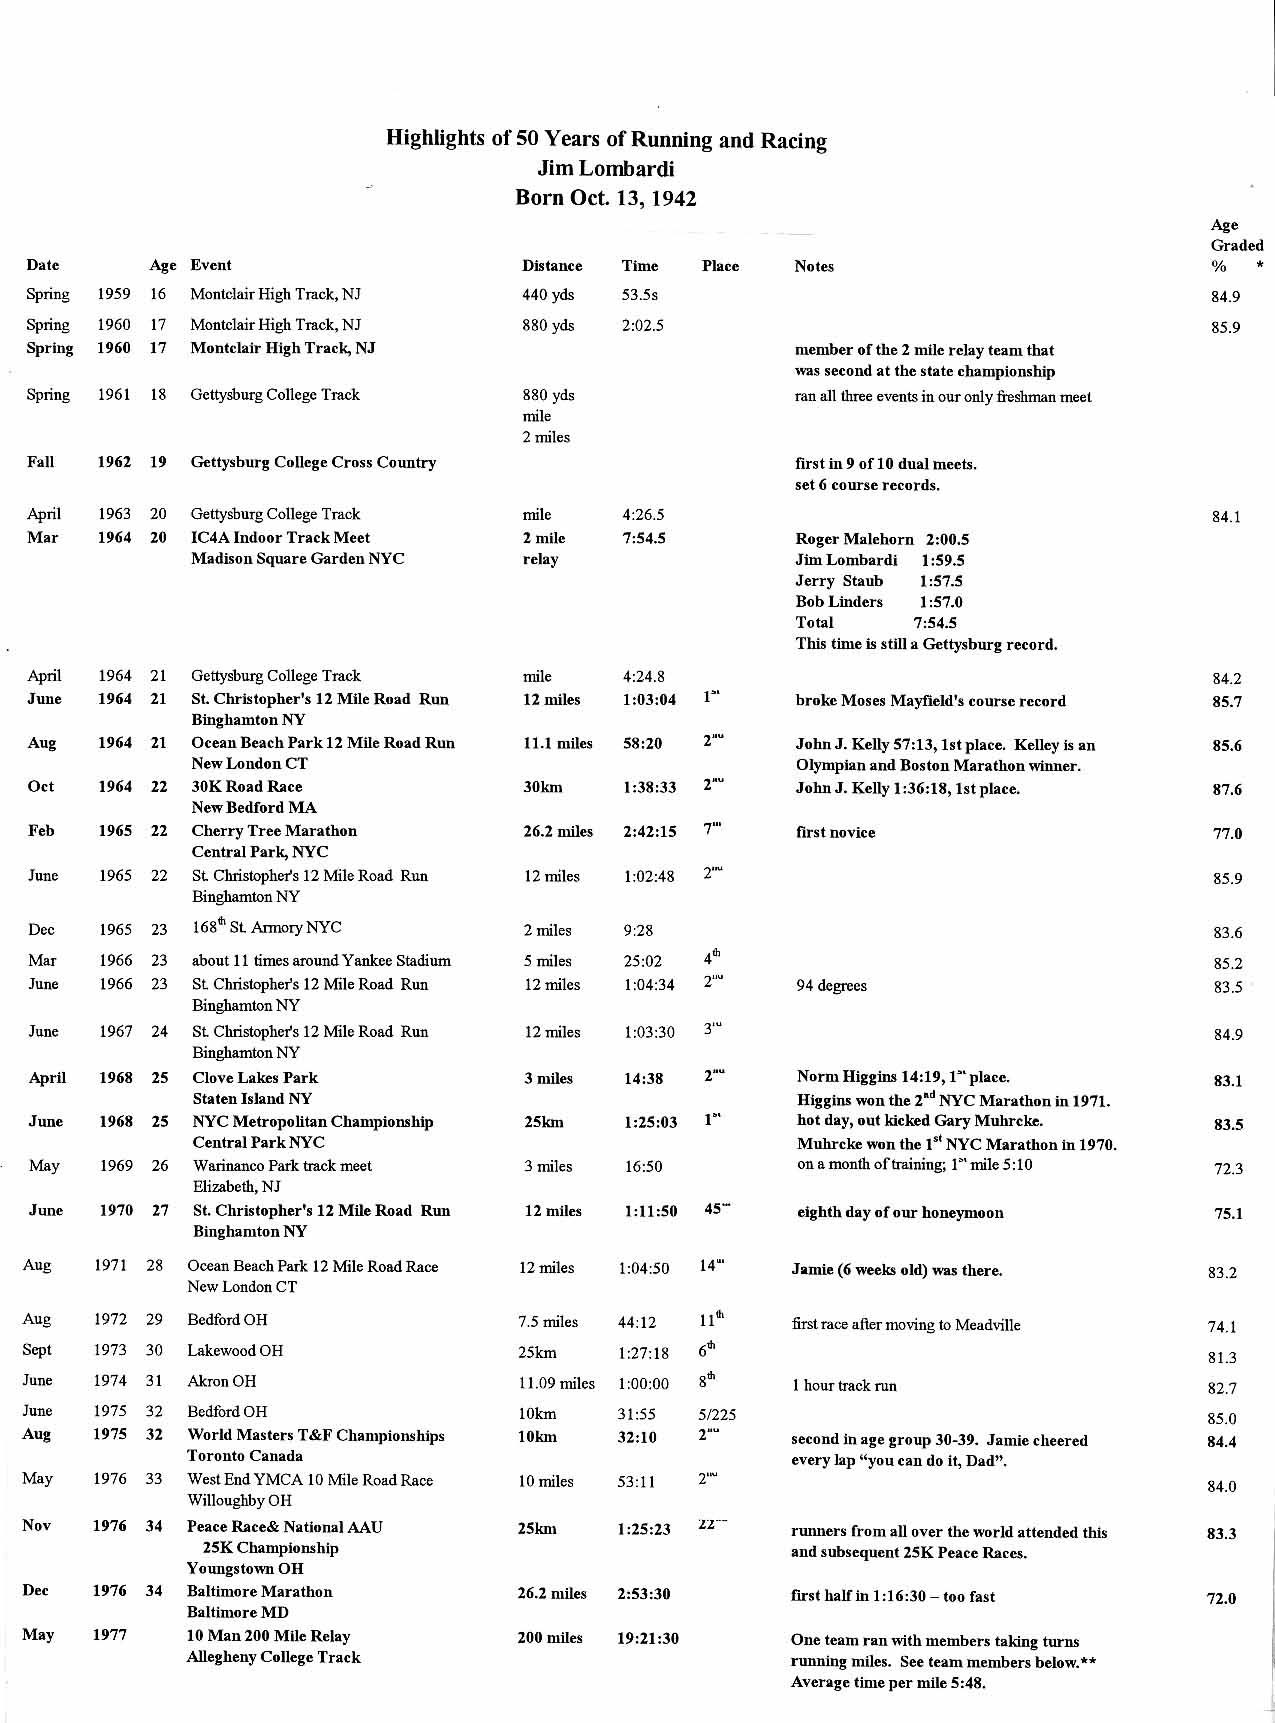 Highlights of 50 Years of Running and Racing
Jim Lombardi
Born Oct. 13, 1942
Age
Graded
Date Age Event Distance Time Place Notes % *
Spring 1959 16 Montclair High Track, NJ 440 yds 53.5s 84.9
Spring 1960 17 Montclair High Track, NJ 880 yds 2:02.5 85.9
Spring 1960 17 Montclair High Track, NJ member of the 2 mile relay team that
was second at the state championship
Spring 1961 18 Gettysburg College Track 880 yds ran all three events in our only freshman meet
mile
2 miles
Fall 1962 19 Gettysburg College Cross Country first in 9 of 10 dual meets.
set 6 course records.
April 1963 20 Gettysburg College Track mile 4:26.5 84.1
Mar 1964 20 IC4A Indoor Track Meet 2 mile 7:54.5 Roger Malehorn 2:00.5
Madison Square Garden NYC relay Jim Lombardi 1:59.5
Jerry Staub 1:57.5
Bob Linders 1:57.0
Total 7:54.5
This time is still a Gettysburg record.
April 1964 21 Gettysburg College Track mile 4:24.8 84.2
June 1964 21 St. Christopher's 12 Mile Road Run 12 miles 1:03:04 1st broke Moses Mayfield's course record 85.7
Binghamton NY
Aug 1964 21 Ocean Beach Park 12 Mile Road Run 11.1 miles 58:20 2nd John J. Kelly 57:13, 1st place. Kelley is an 85.6
New London CT Olympian and Boston Marathon winner.
Oct 1964 22 30K Road Race 30km 1:38:33 2nd John J. Kelly 1:36:18, 1st place. 87.6
New Bedford MA
Feb 1965 22 Cherry Tree Marathon 26.2 miles 2:42:15 7th first novice 77.0
Central Park, NYC
June 1965 22 St. Christopher's 12 Mile Road Run 12 miles 1:02:48 2nd 85.9
Binghamton NY
Dec 1965 23 168th St. Armory NYC 2 miles 9:28 83.6
Mar 1966 23 about 11 times around Yankee Stadium 5 miles 25:02 4th 85.2
June 1966 23 St. Christopher's 12 Mile Road Run 12 miles 1:04:34 2nd 94 degrees 83.5
Binghamton NY
June 1967 24 St. Christopher's 12 Mile Road Run 12 miles 1:03:30 3rd 84.9
Binghamton NY
April 1968 25 Clove Lakes Park 3 miles 14:38 2nd Norm Higgins 14:19, 1st place. 83.1
Staten Island NY Higgins won the 2nd NYC Marathon in 1971.
June 1968 25 NYC Metropolitan Championship 25km 1:25:03 1st hot day, out kicked Gary Muhrcke. 83.5
Central Park NYC Muhrcke won the 1st NYC Marathon in 1970.
May 1969 26 Warinanco Park track meet 3 miles 16:50 on a month of training; 1st mile 5:10 72.3
Elizabeth, NJ
June 1970 27 St. Christopher's 12 Mile Road Run 12 miles 1:11:50 45 eighth day of our honeymoon 75.1
Binghamton NY
Aug 1971 28 Ocean Beach Park 12 Mile Road Race 12 miles 1:04:50 14th Jamie (6 weeks old) was there. 83.2
New London CT
Aug 1972 29 Bedford OH 7.5 miles 44:12 11th first race after moving to Meadville 74.1
Sept 1973 30 Lakewood OH 25km 1:27:18 6th 81.3
June 1974 31 Akron OH 11.09 miles 1:00:00 8th 1 hour track run 82.7
June 1975 32 Bedford OH 10km 31:55 5/225 85.0
Aug 1975 32 World Masters T&F Championships 10km 32:10 2nd second in age group 30-39. Jamie cheered 84.4
Toronto Canada every lap “you can do it, Dad”.
May 1976 33 West End YMCA 10 Mile Road Race 10 miles 53:11 2nd 84.0
Willoughby OH
Nov 1976 34 Peace Race& National AAU 25km 1:25:23 22 runners from all over the world attended this 83.3
25K Championship and subsequent 25K Peace Races.
Youngstown OH
Dec 1976 34 Baltimore Marathon 26.2 miles 2:53:30 first half in 1:16:30 – too fast 72.0
Baltimore MD
May 1977 10 Man 200 Mile Relay 200 miles 19:21:30 One team ran with members taking turns
Allegheny College Track running miles. See team members below.**
Average time per mile 5:48.